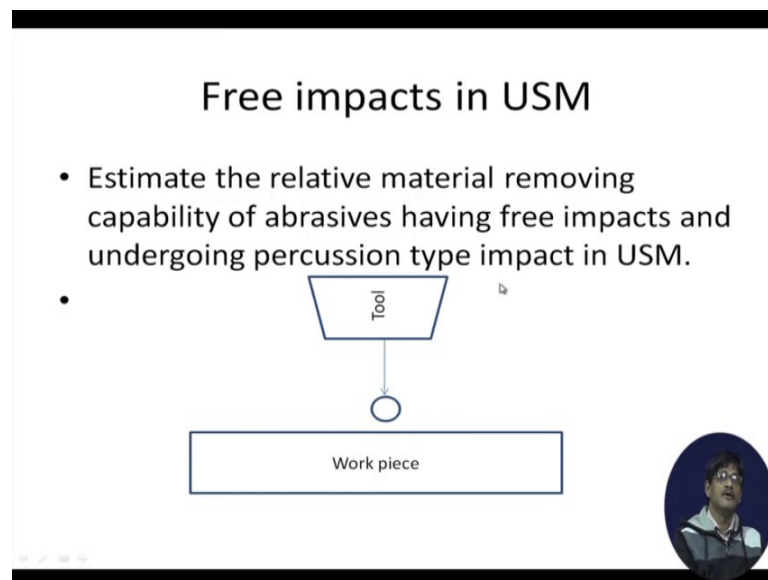 Free impacts in USM
• Estimate the relative material removing
capability of abrasives having free impacts and
undergoing percussion type impact in USM.
•
Tool
Work piece